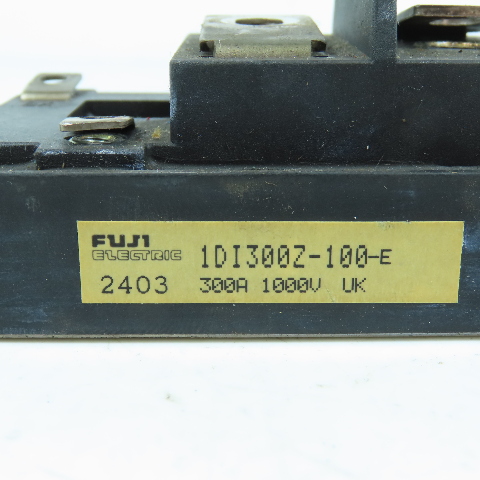 FUJI
ELECTRIC 1DI300Z-100-E
2403 300A 1000V UK